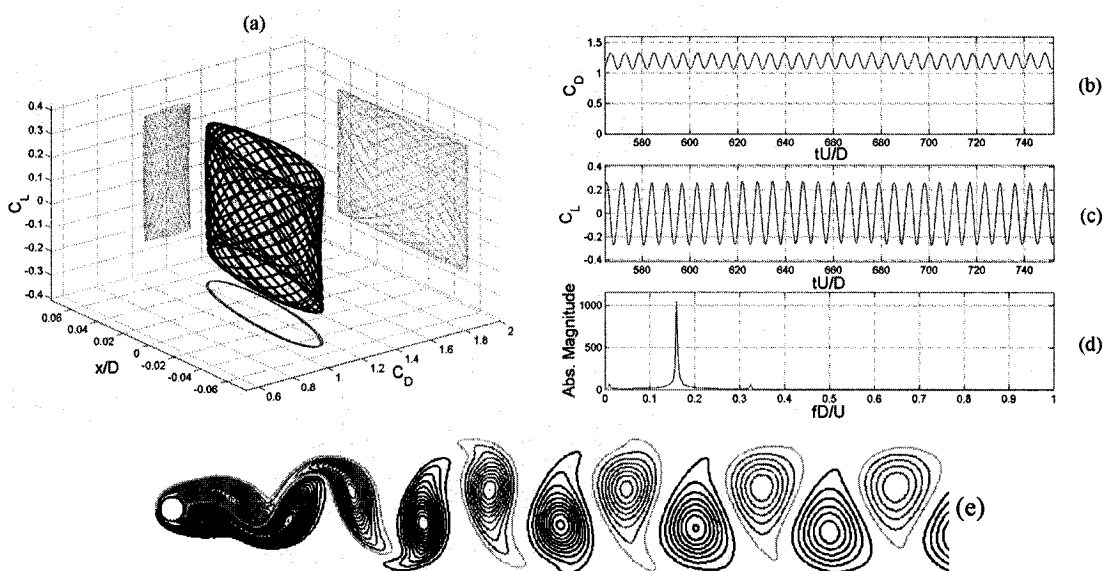 (a)
0.4
0.3
0.2
0.1
0
-0.1
-0.2
-0.3
-0.4
C_L
0.06
0.04
0.02
0
-0.02
-0.04
-0.06
x/D
0.6
0.8
1
1.2
1.4
1.6
1.8
2
C_D
1.5
1
0.5
0
C_D
580 600 620 640 660 680 700 720 740
tU/D
(b)
0.4
0.2
0
-0.2
-0.4
C_L
580 600 620 640 660 680 700 720 740
tU/D
(c)
1000
500
0
Abs. Magnitude
0 0.1 0.2 0.3 0.4 0.5 0.6 0.7 0.8 0.9 1
fD/U
(d)
(e)